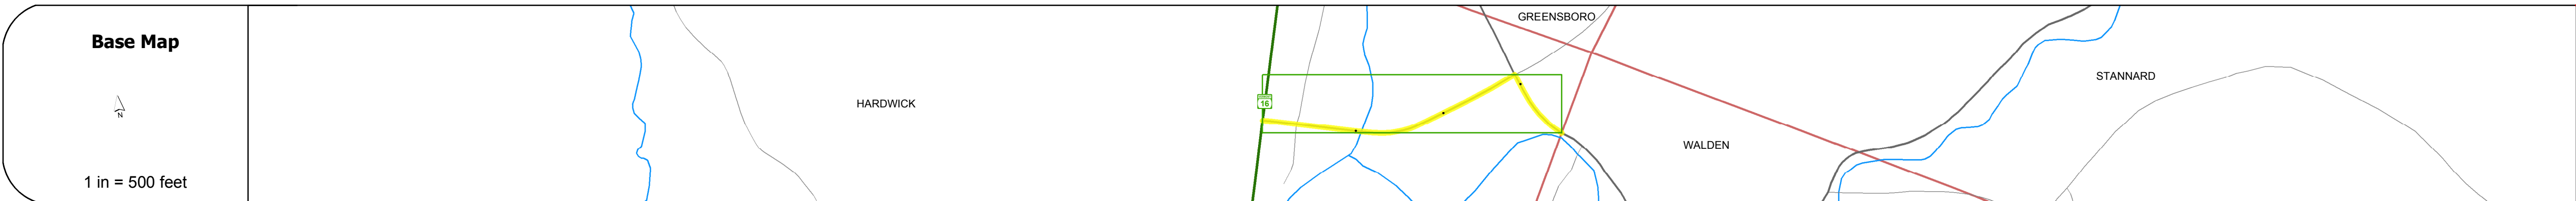 Base Map
N
1 in = 500 feet
HARDWICK
16
GREENSBORO
WALDEN
STANNARD